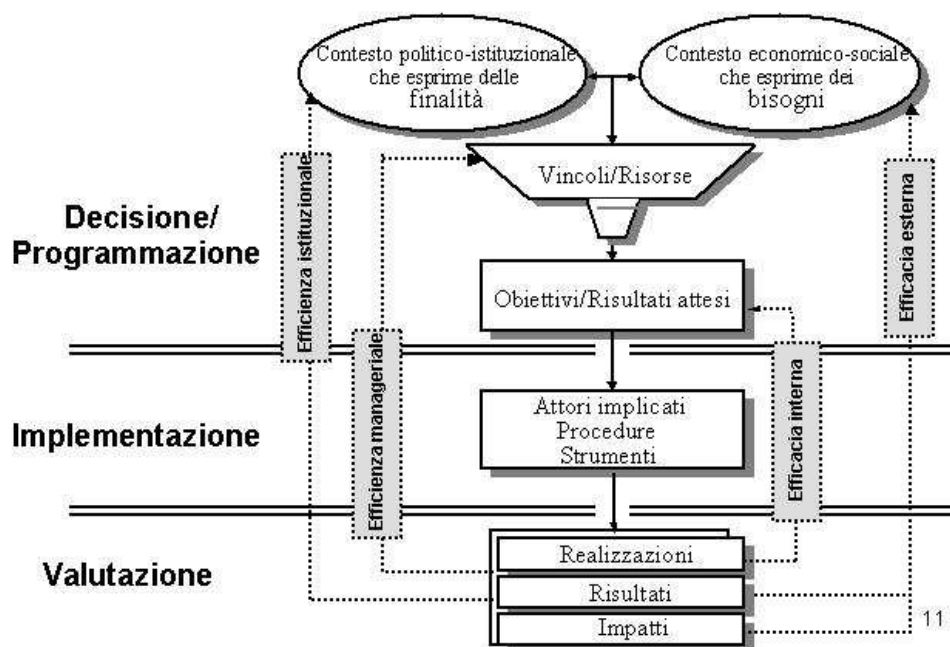 Contesto politico-istituzionale
che esprime delle
finalità
Contesto economico-sociale
che esprime dei
bisogni
Vincoli/Risorse
Decisione/
Programmazione
Efficienza istituzionale
Efficacia esterna
Obiettivi/Risultati attesi
Efficienza manageriale
Efficacia interna
Implementazione
Attori implicati
Procedure
Strumenti
Valutazione
Realizzazioni
Risultati
Impatti
11